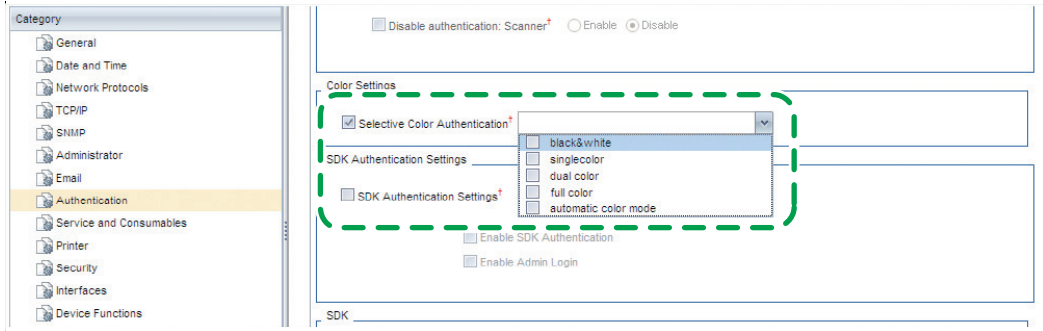 Category
General
Date and Time
Network Protocols
TCP/IP
SNMP
Administrator
Email
Authentication
Service and Consumables
Printer
Security
Interfaces
Device Functions
Disable authentication: Scanner† Enable Disable
Color Settings
Selective Color Authentication†
black&white
singlecolor
dual color
full color
automatic color mode
SDK Authentication Settings
SDK Authentication Settings†
Enable SDK Authentication
Enable Admin Login
SDK